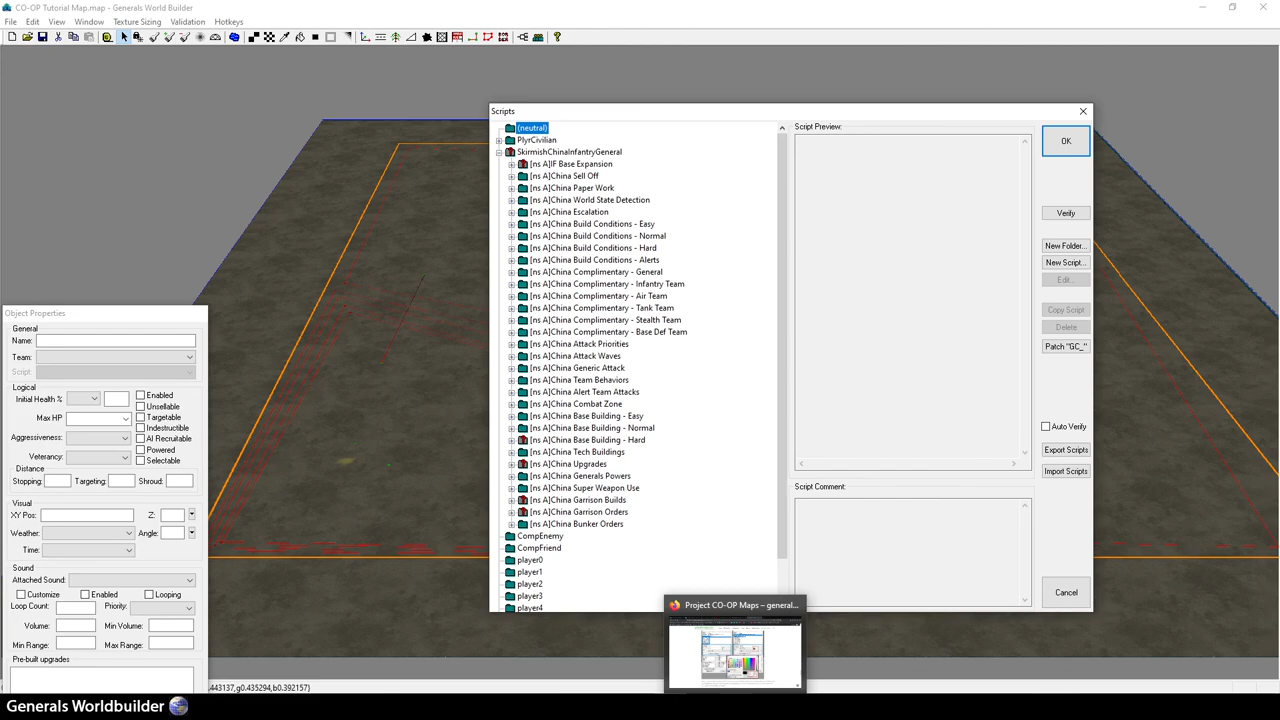 CO-OP Tutorial Map.map - Generals World Builder
File Edit View Window Texture Sizing Validation Hotkeys
Scripts
(neutral)
PlyrCivilian
SkirmishChinaInfantryGeneral
[ns A]IF Base Expansion
[ns A]China Sell Off
[ns A]China Paper Work
[ns A]China World State Detection
[ns A]China Escalation
[ns A]China Build Conditions - Easy
[ns A]China Build Conditions - Normal
[ns A]China Build Conditions - Hard
[ns A]China Build Conditions - Alerts
[ns A]China Complimentary - General
[ns A]China Complimentary - Infantry Team
[ns A]China Complimentary - Air Team
[ns A]China Complimentary - Tank Team
[ns A]China Complimentary - Stealth Team
[ns A]China Complimentary - Base Def Team
[ns A]China Attack Priorities
[ns A]China Attack Waves
[ns A]China Generic Attack
[ns A]China Team Behaviors
[ns A]China Alert Team Attacks
[ns A]China Combat Zone
[ns A]China Base Building - Easy
[ns A]China Base Building - Normal
[ns A]China Base Building - Hard
[ns A]China Tech Buildings
[ns A]China Upgrades
[ns A]China Generals Powers
[ns A]China Super Weapon Use
[ns A]China Garrison Builds
[ns A]China Garrison Orders
[ns A]China Bunker Orders
CompEnemy
CompFriend
player0
player1
player2
player3
player4
Script Preview:
Script Comment:
OK
Verify
New Folder...
New Script...
Edit...
Copy Script
Delete
Patch "GC_"
Auto Verify
Export Scripts
Import Scripts
Cancel
Object Properties
General
Name:
Team:
Script:
Logical
Initial Health %
Enabled
Unsellable
Max HP
Targetable
Indestructible
Aggressiveness:
AI Recruitable
Powered
Veterancy:
Selectable
Distance
Stopping: Targeting: Shroud:
Visual
XY Pos: Z:
Weather: Angle:
Time:
Sound
Attached Sound:
Customize Enabled Looping
Loop Count: Priority:
Volume: Min Volume:
Min Range: Max Range:
Pre-built upgrades
.443137,g0.435294,b0.392157)
Project CO-OP Maps – general...
Generals Worldbuilder